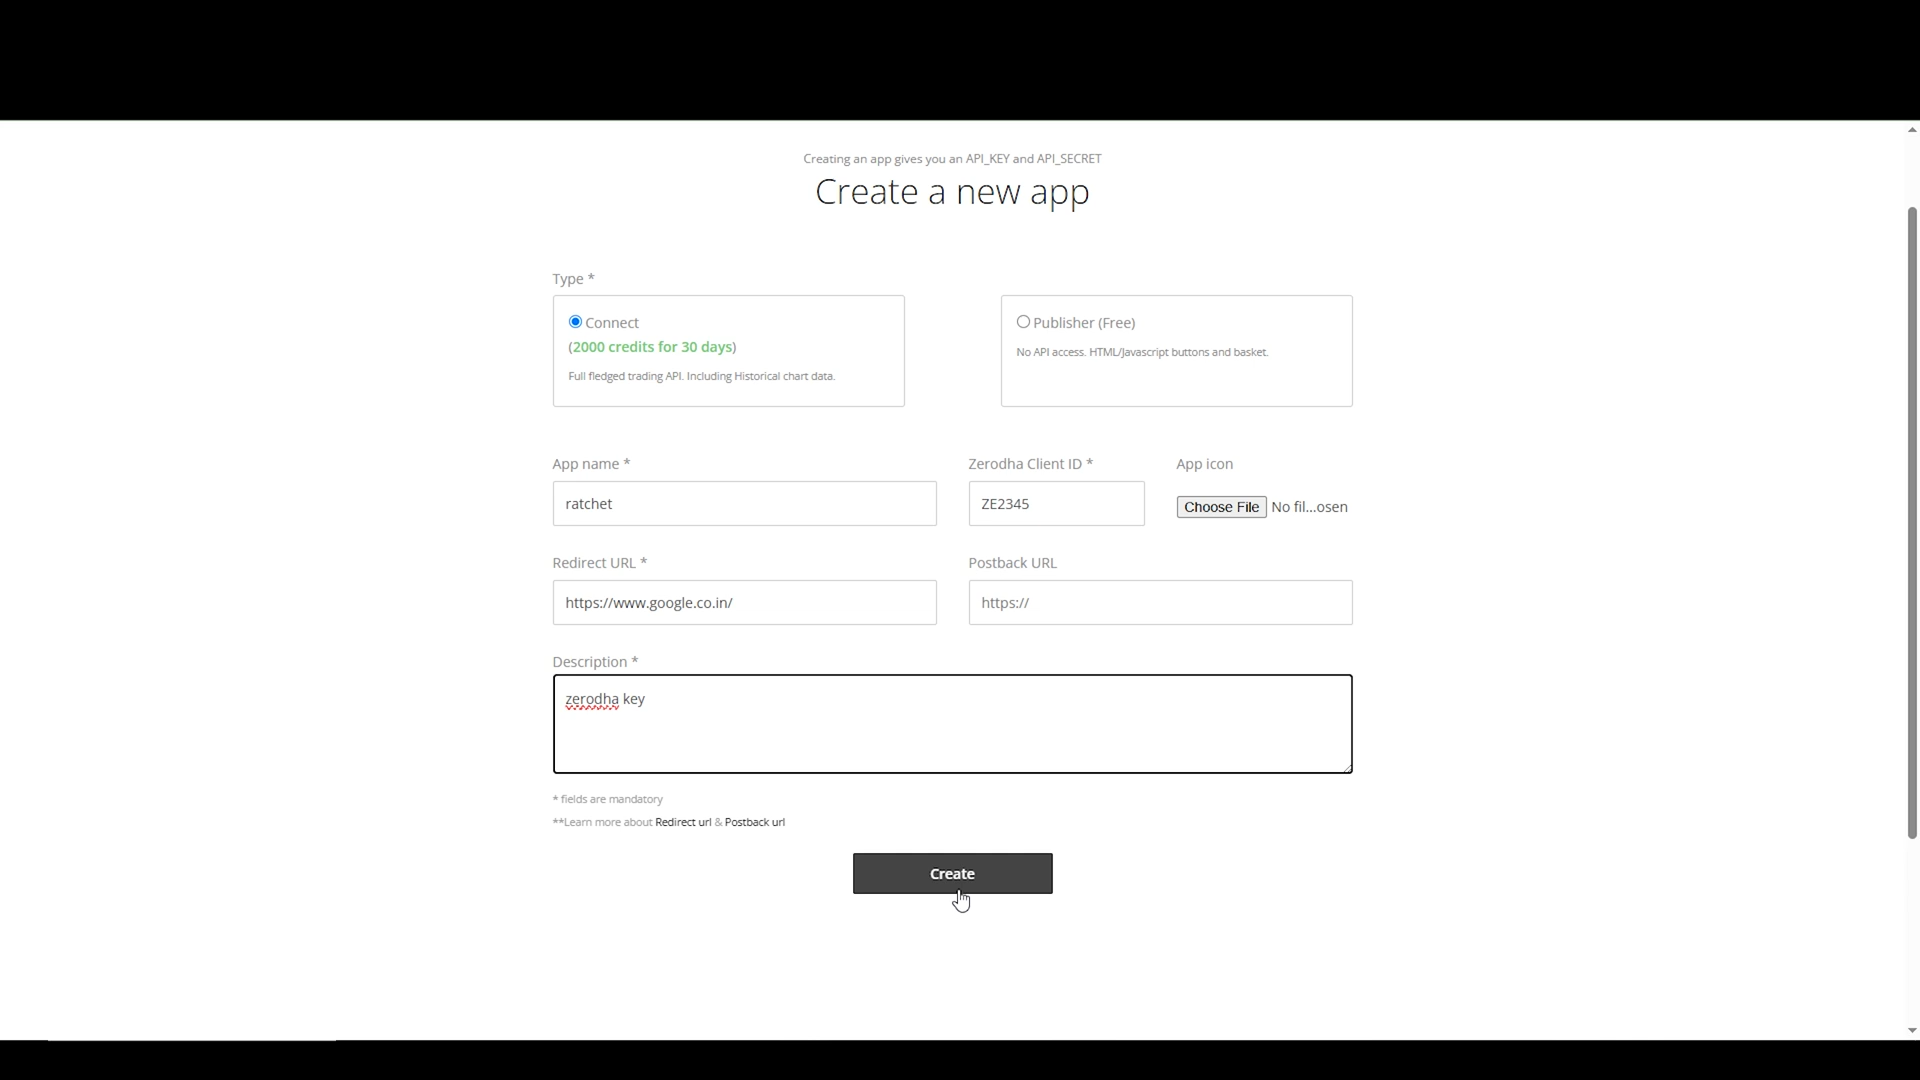 Creating an app gives you an API_KEY and API_SECRET
Create a new app
Type *
Connect
(2000 credits for 30 days)
Full fledged trading API. Including Historical chart data.
Publisher (Free)
No API access. HTML/Javascript buttons and basket.
App name *
Zerodha Client ID *
App icon
ratchet
ZE2345
Choose File No fil...osen
Redirect URL *
Postback URL
https://www.google.co.in/
https://
Description *
zerodha key
* fields are mandatory
**Learn more about Redirect url & Postback url
Create